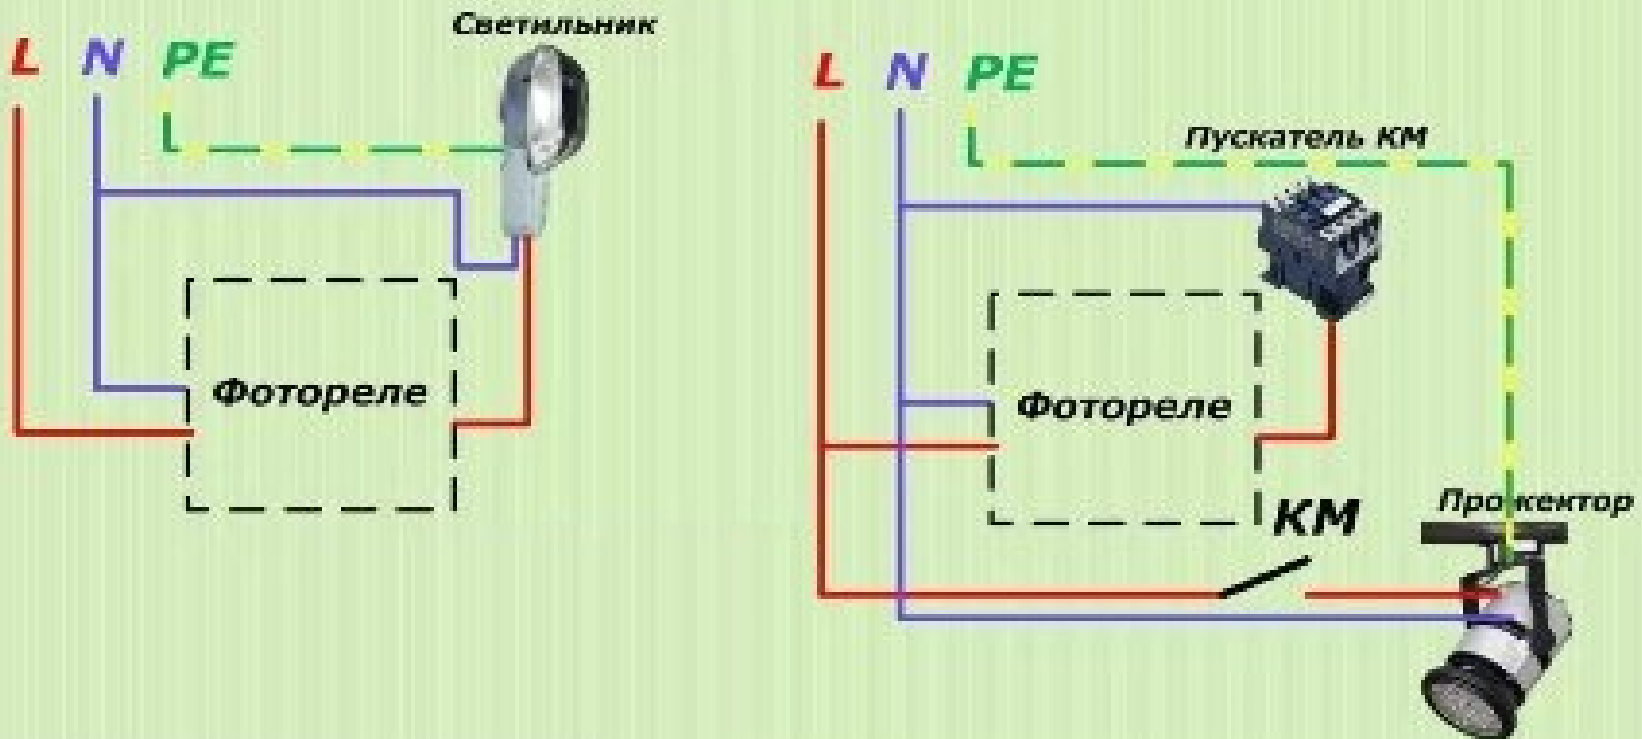 Светильник
L N PE
Фотореле
L N PE
Пускатель КМ
Фотореле
КМ
Прожектор